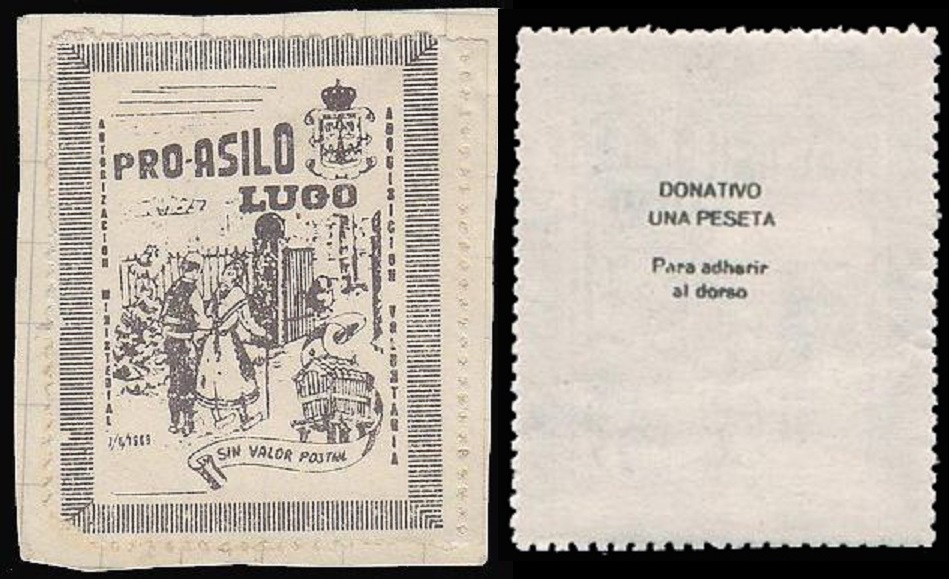 PRO-ASILO
LUGO
AUTORIZACION MINISTERIAL
ADQUISICION VOLUNTARIA
SIN VALOR POSTAL
DONATIVO
UNA PESETA
Para adherir
al dorso